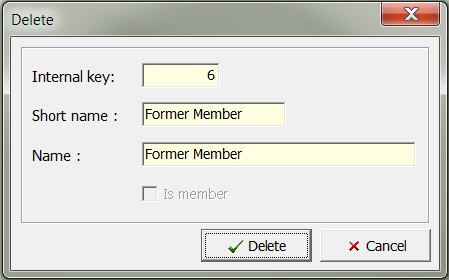 Delete
Internal key: 6
Short name : Former Member
Name : Former Member
Is member
Delete Cancel